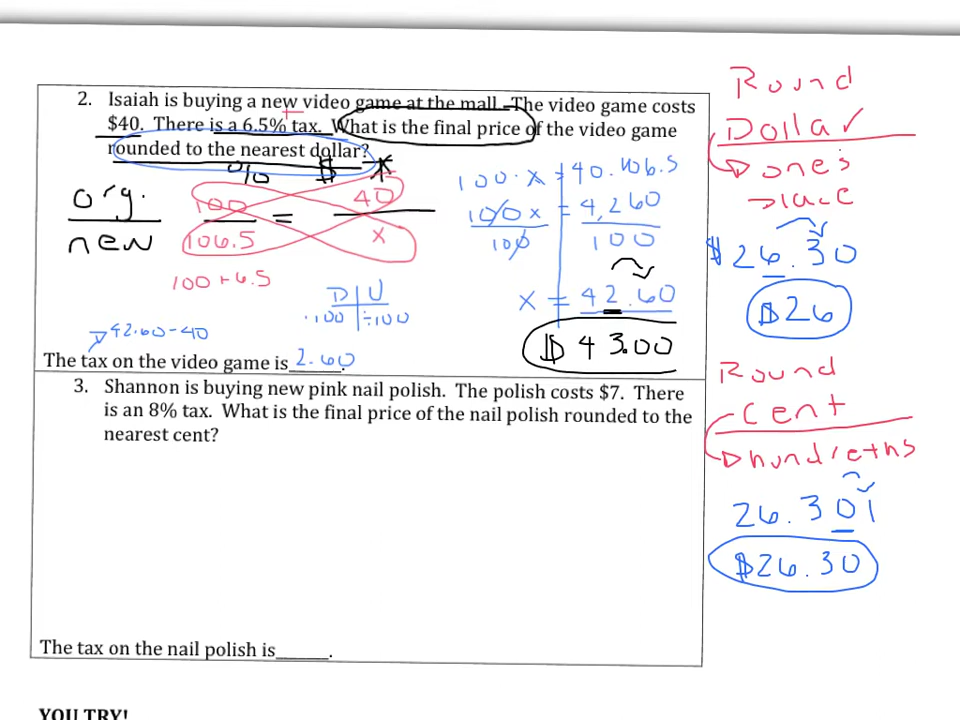 2. Isaiah is buying a new video game at the mall. The video game costs
$40. There is a 6.5% tax. What is the final price of the video game
rounded to the nearest dollar?
+
% $
org. 100 = 40
new 106.5 x
100 + 6.5
D | U
·100 | ÷100
100 · x = 40 · 106.5
100x = 4,260
100 100
x = 42.60
$43.00
42.60-40
The tax on the video game is 2.60.
3. Shannon is buying new pink nail polish. The polish costs $7. There
is an 8% tax. What is the final price of the nail polish rounded to the
nearest cent?
The tax on the nail polish is______.
YOU TRY!
Round
Dollar
ones
place
$26.30
$26
Round
cent
hundreths
26.301
$26.30